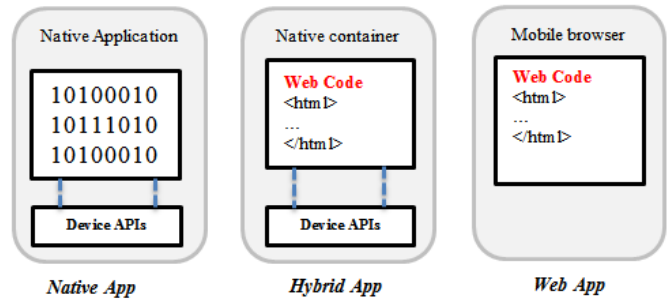 Native Application
10100010
10111010
10100010
Device APIs
Native App
Native container
Web Code
<html>
...
</html>
Device APIs
Hybrid App
Mobile browser
Web Code
<html>
...
</html>
Web App